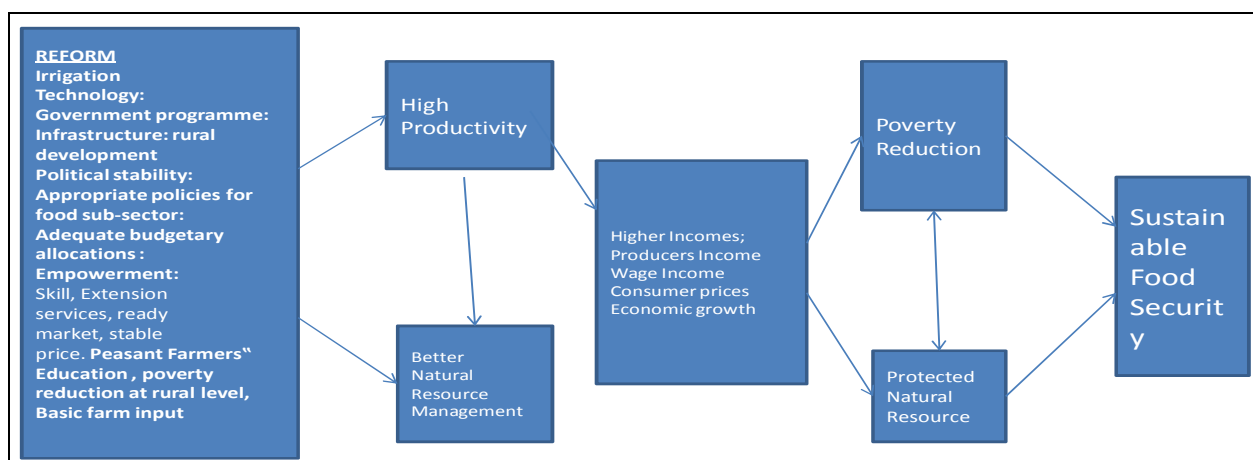 REFORM
Irrigation
Technology:
Government programme:
Infrastructure: rural
development
Political stability:
Appropriate policies for
food sub-sector:
Adequate budgetary
allocations :
Empowerment:
Skill, Extension
services, ready
market, stable
price. Peasant Farmers‟
Education , poverty
reduction at rural level,
Basic farm input
High
Productivity
Better
Natural
Resource
Management
Higher Incomes;
Producers Income
Wage Income
Consumer prices
Economic growth
Poverty
Reduction
Protected
Natural
Resource
Sustain
able
Food
Securit
y